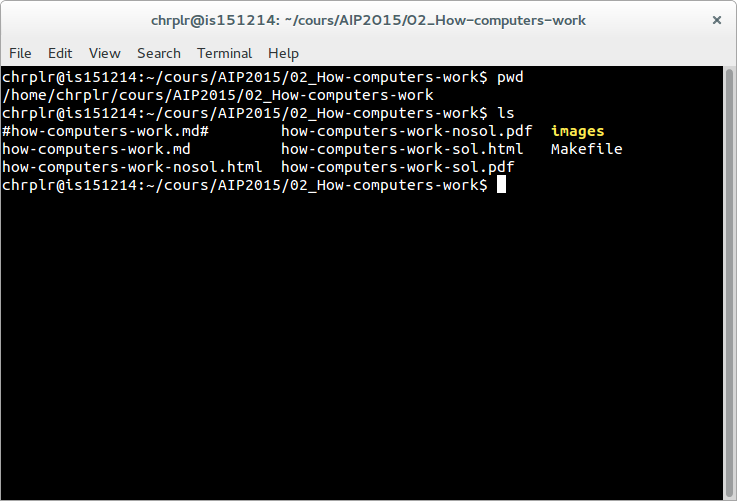 chrplr@is151214: ~/cours/AIP2015/02_How-computers-work ×
File Edit View Search Terminal Help
chrplr@is151214:~/cours/AIP2015/02_How-computers-work$ pwd
/home/chrplr/cours/AIP2015/02_How-computers-work
chrplr@is151214:~/cours/AIP2015/02_How-computers-work$ ls
#how-computers-work.md# how-computers-work-nosol.pdf images
how-computers-work.md how-computers-work-sol.html Makefile
how-computers-work-nosol.html how-computers-work-sol.pdf
chrplr@is151214:~/cours/AIP2015/02_How-computers-work$